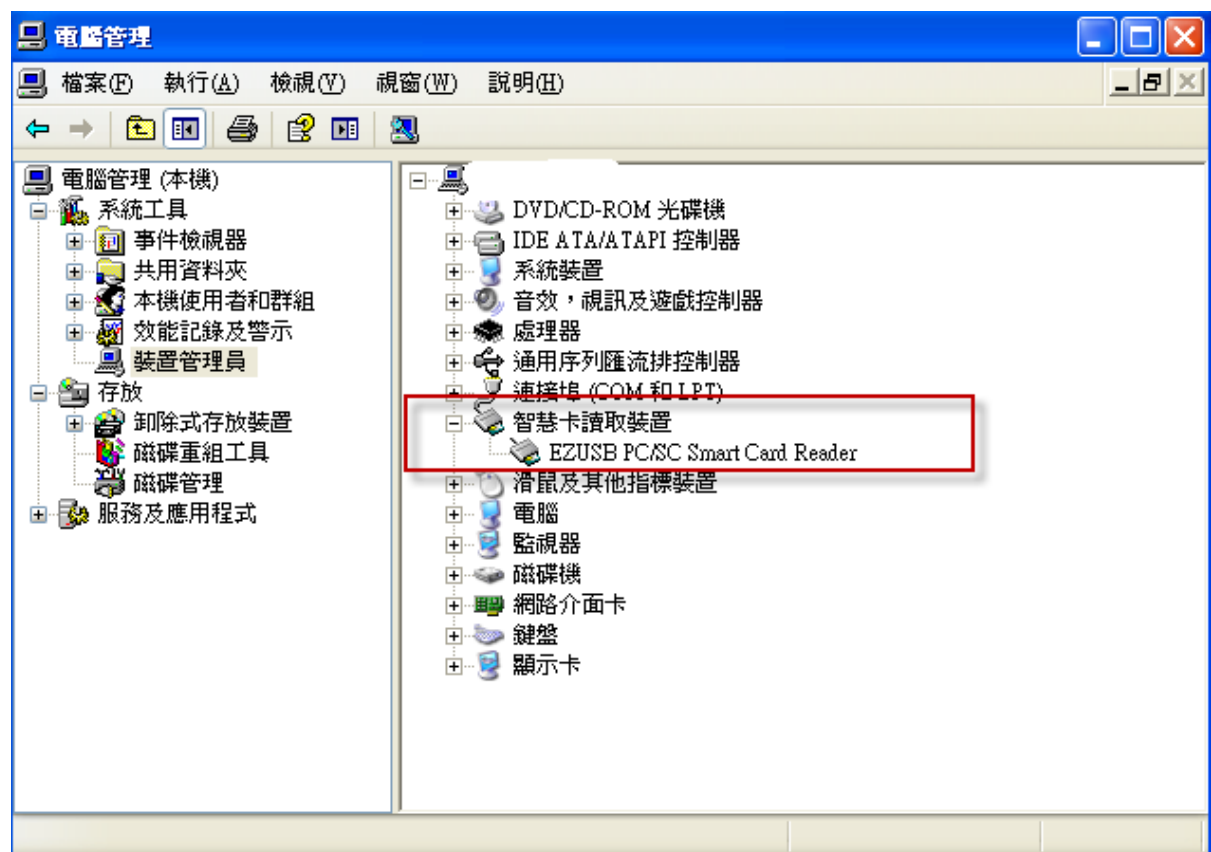 電腦管理
檔案(F) 執行(A) 檢視(V) 視窗(W) 說明(H)
電腦管理 (本機)
系統工具
事件檢視器
共用資料夾
本機使用者和群組
效能記錄及警示
裝置管理員
存放
卸除式存放裝置
磁碟重組工具
磁碟管理
服務及應用程式
DVD/CD-ROM 光碟機
IDE ATA/ATAPI 控制器
系統裝置
音效，視訊及遊戲控制器
處理器
通用序列匯流排控制器
連接埠 (COM 和 LPT)
智慧卡讀取裝置
EZUSB PC/SC Smart Card Reader
滑鼠及其他指標裝置
電腦
監視器
磁碟機
網路介面卡
鍵盤
顯示卡